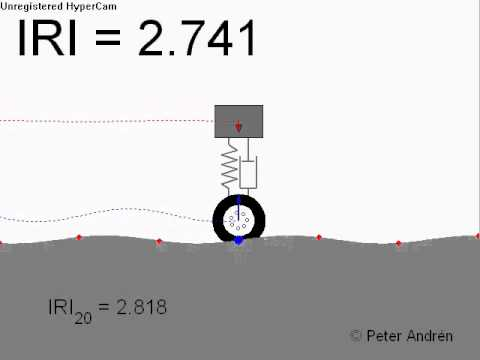 Unregistered HyperCam
IRI = 2.741
IRI20 = 2.818
© Peter Andrén